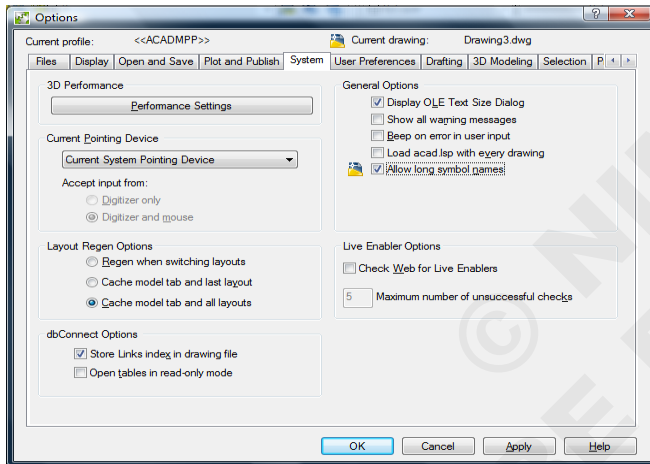 Options
Current profile: <<ACADMPP>> Current drawing: Drawing3.dwg
Files Display Open and Save Plot and Publish System User Preferences Drafting 3D Modeling Selection P
3D Performance
Performance Settings
Current Pointing Device
Current System Pointing Device
Accept input from:
Digitizer only
Digitizer and mouse
Layout Regen Options
Regen when switching layouts
Cache model tab and last layout
Cache model tab and all layouts
dbConnect Options
Store Links index in drawing file
Open tables in read-only mode
General Options
Display OLE Text Size Dialog
Show all warning messages
Beep on error in user input
Load acad.lsp with every drawing
Allow long symbol names
Live Enabler Options
Check Web for Live Enablers
5 Maximum number of unsuccessful checks
OK Cancel Apply Help
©